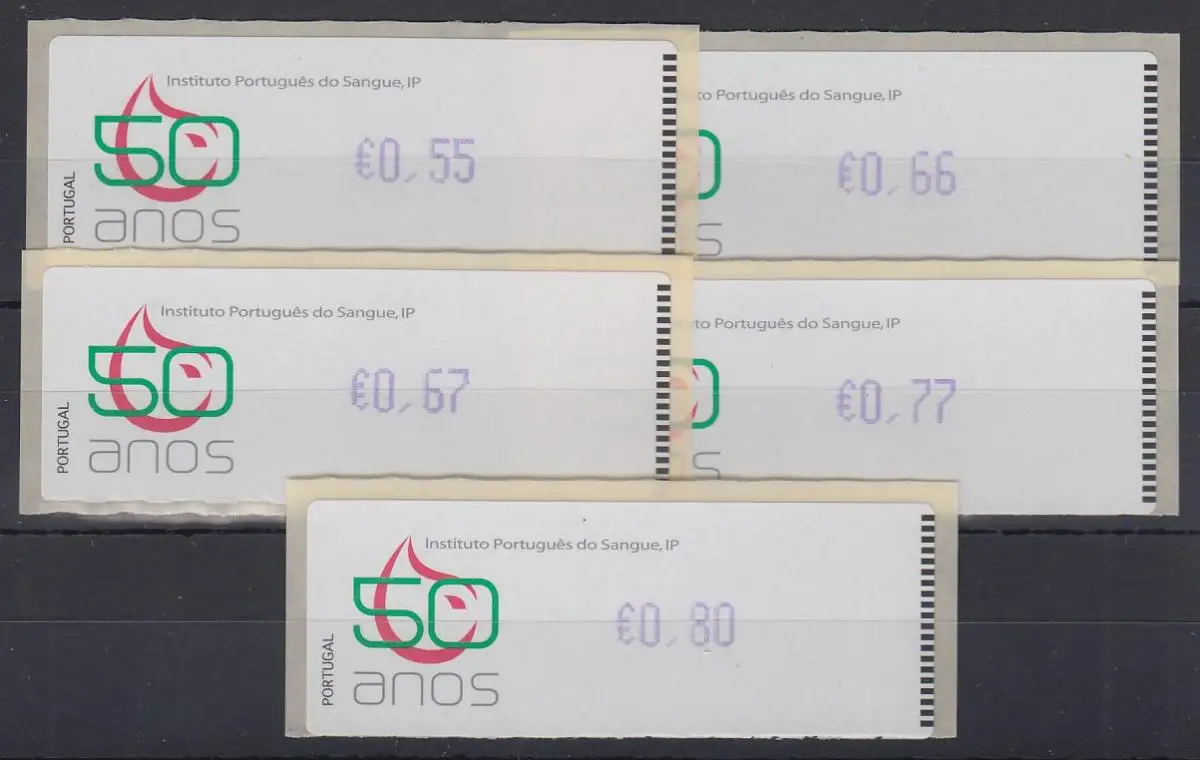 Instituto Português do Sangue, IP
50
€0,55
PORTUGAL
anos
Português do Sangue, IP
€0,66
Instituto Português do Sangue, IP
50
€0,67
PORTUGAL
anos
Português do Sangue, IP
€0,77
Instituto Português do Sangue, IP
50
€0,80
PORTUGAL
anos